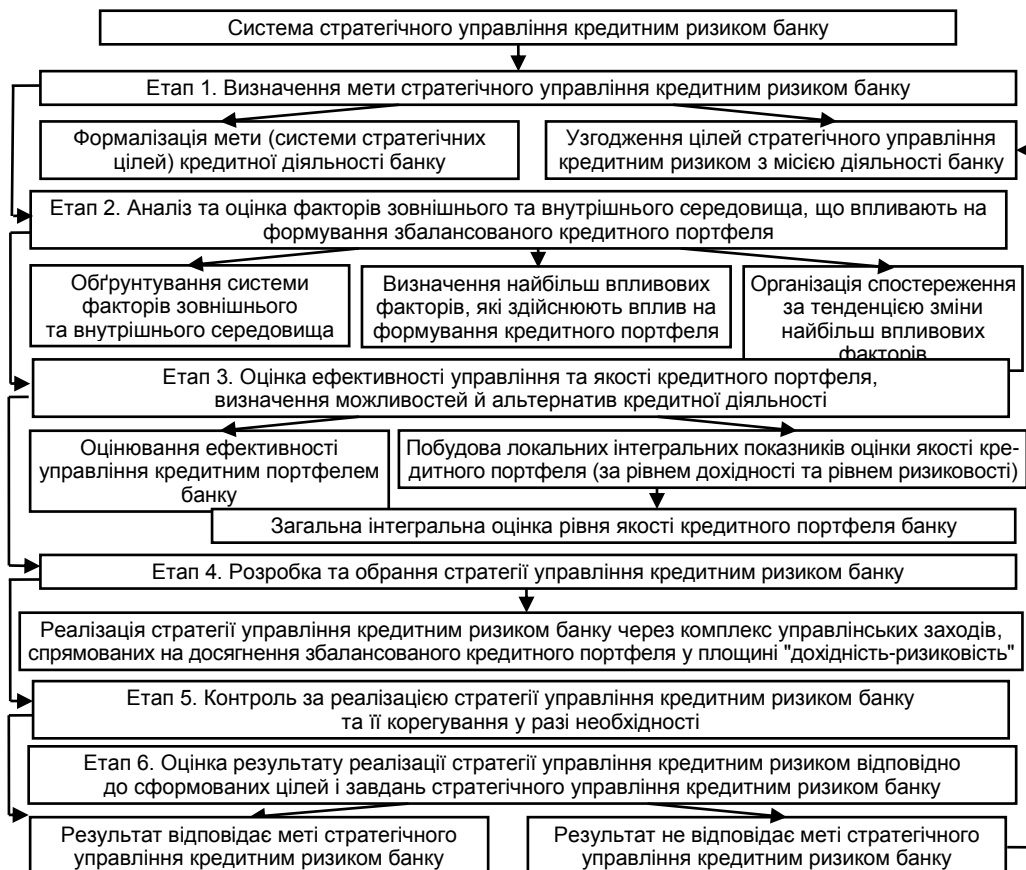 Система стратегічного управління кредитним ризиком банку
Етап 1. Визначення мети стратегічного управління кредитним ризиком банку
Формалізація мети (системи стратегічних
цілей) кредитної діяльності банку
Узгодження цілей стратегічного управління
кредитним ризиком з місією діяльності банку
Етап 2. Аналіз та оцінка факторів зовнішнього та внутрішнього середовища, що впливають на
формування збалансованого кредитного портфеля
Обґрунтування системи
факторів зовнішнього
та внутрішнього середовища
Визначення найбільш впливових
факторів, які здійснюють вплив на
формування кредитного портфеля
Організація спостереження
за тенденцією зміни
найбільш впливових
факторів
Етап 3. Оцінка ефективності управління та якості кредитного портфеля,
визначення можливостей й альтернатив кредитної діяльності
Оцінювання ефективності
управління кредитним портфелем
банку
Побудова локальних інтегральних показників оцінки якості кре-
дитного портфеля (за рівнем дохідності та рівнем ризиковості)
Загальна інтегральна оцінка рівня якості кредитного портфеля банку
Етап 4. Розробка та обрання стратегії управління кредитним ризиком банку
Реалізація стратегії управління кредитним ризиком банку через комплекс управлінських заходів,
спрямованих на досягнення збалансованого кредитного портфеля у площині "дохідність-ризиковість"
Етап 5. Контроль за реалізацією стратегії управління кредитним ризиком банку
та її корегування у разі необхідності
Етап 6. Оцінка результату реалізації стратегії управління кредитним ризиком відповідно
до сформованих цілей і завдань стратегічного управління кредитним ризиком банку
Результат відповідає меті стратегічного
управління кредитним ризиком банку
Результат не відповідає меті стратегічного
управління кредитним ризиком банку